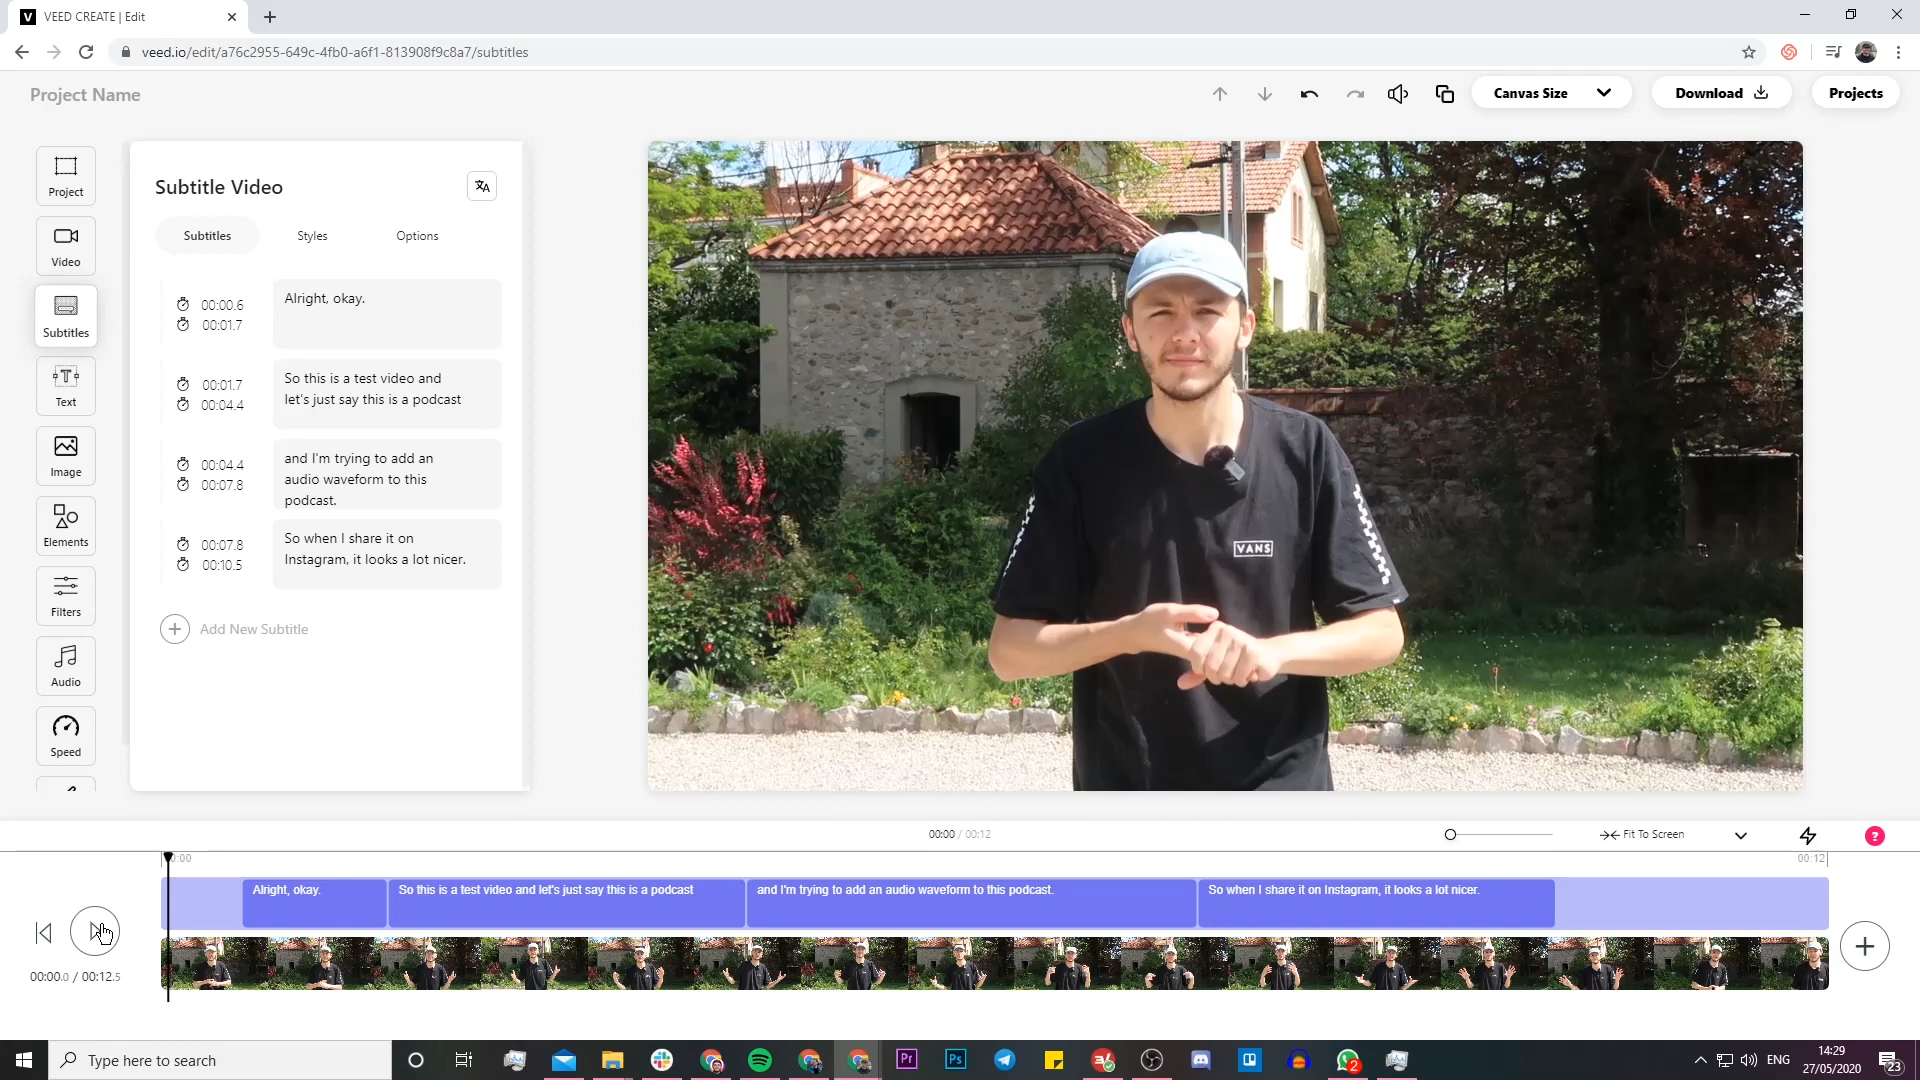 VEED CREATE | Edit
veed.io/edit/a76c2955-649c-4fb0-a6f1-813908f9c8a7/subtitles
Project Name
Canvas Size
Download
Projects
Project
Video
Subtitles
Text
Image
Elements
Filters
Audio
Speed
Subtitle Video
Subtitles Styles Options
00:00.6
00:01.7
Alright, okay.
00:01.7
00:04.4
So this is a test video and
let's just say this is a podcast
00:04.4
00:07.8
and I'm trying to add an
audio waveform to this
podcast.
00:07.8
00:10.5
So when I share it on
Instagram, it looks a lot nicer.
Add New Subtitle
VANS
00:00 / 00:12
Fit To Screen
?
:00
00:12
Alright, okay.
So this is a test video and let's just say this is a podcast
and I'm trying to add an audio waveform to this podcast.
So when I share it on Instagram, it looks a lot nicer.
00:00.0 / 00:12.5
Type here to search
Pr
Ps
2
ENG
14:29
27/05/2020
23